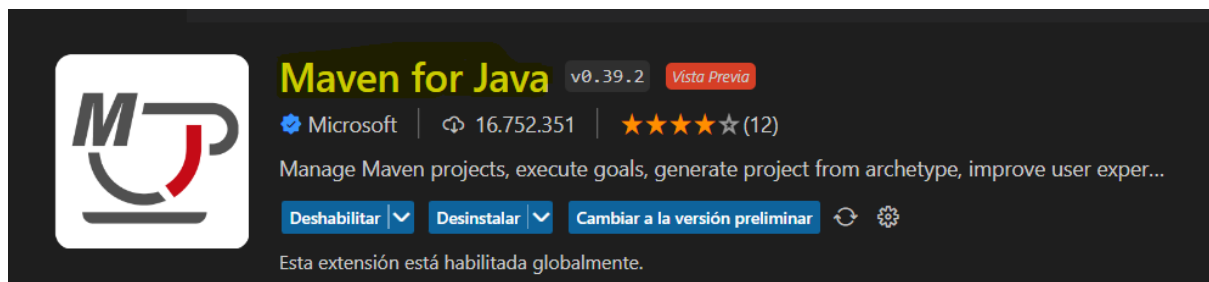 Maven for Java v0.39.2 Vista Previa
Microsoft 16.752.351 (12)
Manage Maven projects, execute goals, generate project from archetype, improve user exper...
Deshabilitar Desinstalar Cambiar a la versión preliminar
Esta extensión está habilitada globalmente.